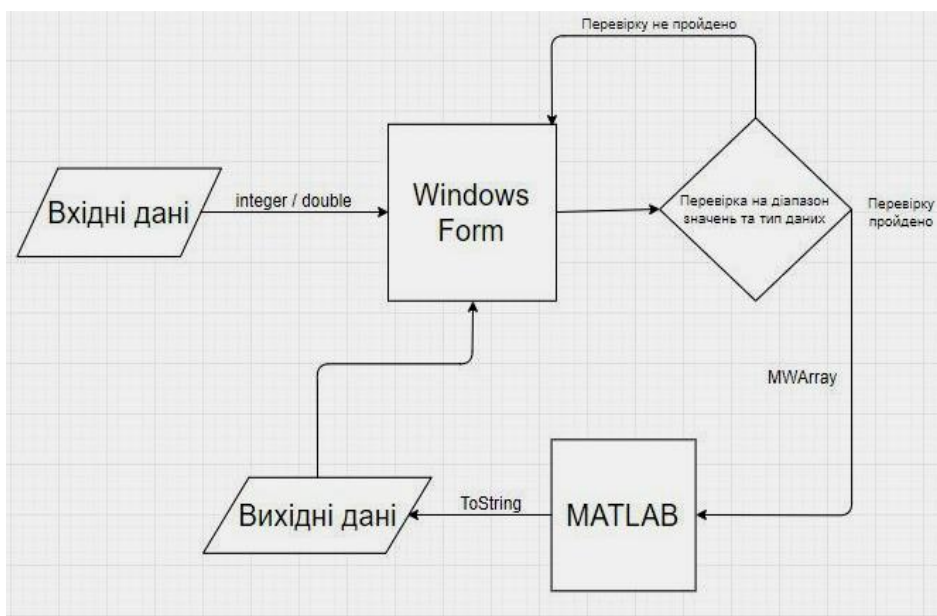 Перевірку не пройдено
Вхідні дані
integer / double
Windows
Form
Перевірка на діапазон
значень та тип даних
Перевірку
пройдено
MWArray
Вихідні дані
ToString
MATLAB